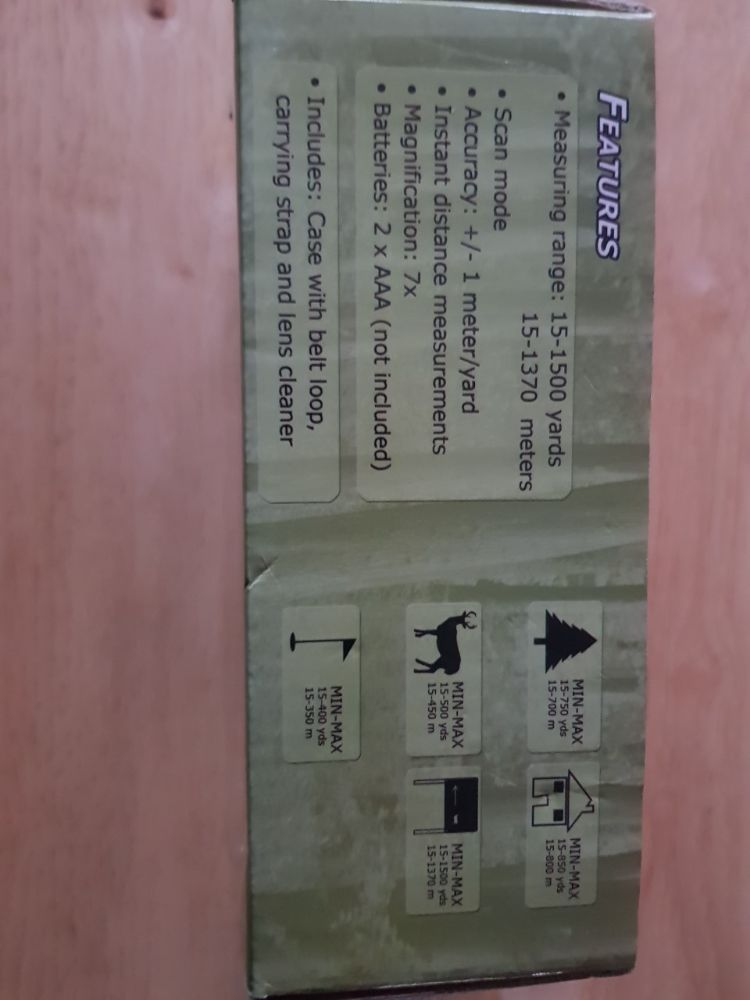 FEATURES
• Measuring range: 15-1500 yards
15-1370 meters
• Scan mode
• Accuracy: +/- 1 meter/yard
• Instant distance measurements
• Magnification: 7x
• Batteries: 2 x AAA (not included)
• Includes: Case with belt loop,
carrying strap and lens cleaner
MIN-MAX
15-750 yds
15-700 m
MIN-MAX
15-850 yds
15-800 m
MIN-MAX
15-500 yds
15-450 m
MIN-MAX
15-1500 yds
15-1370 m
MIN-MAX
15-400 yds
15-350 m